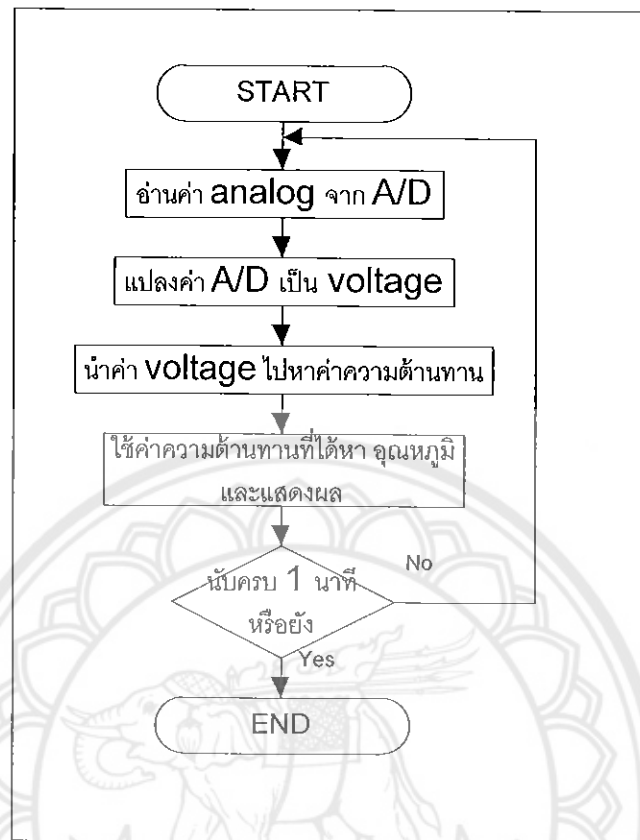 START
อ่านค่า analog จาก A/D
แปลงค่า A/D เป็น voltage
นำค่า voltage ไปหาค่าความต้านทาน
ใช้ค่าความต้านทานที่ได้หา อุณหภูมิ
และแสดงผล
นับครบ 1 นาที
หรือยัง
No
Yes
END